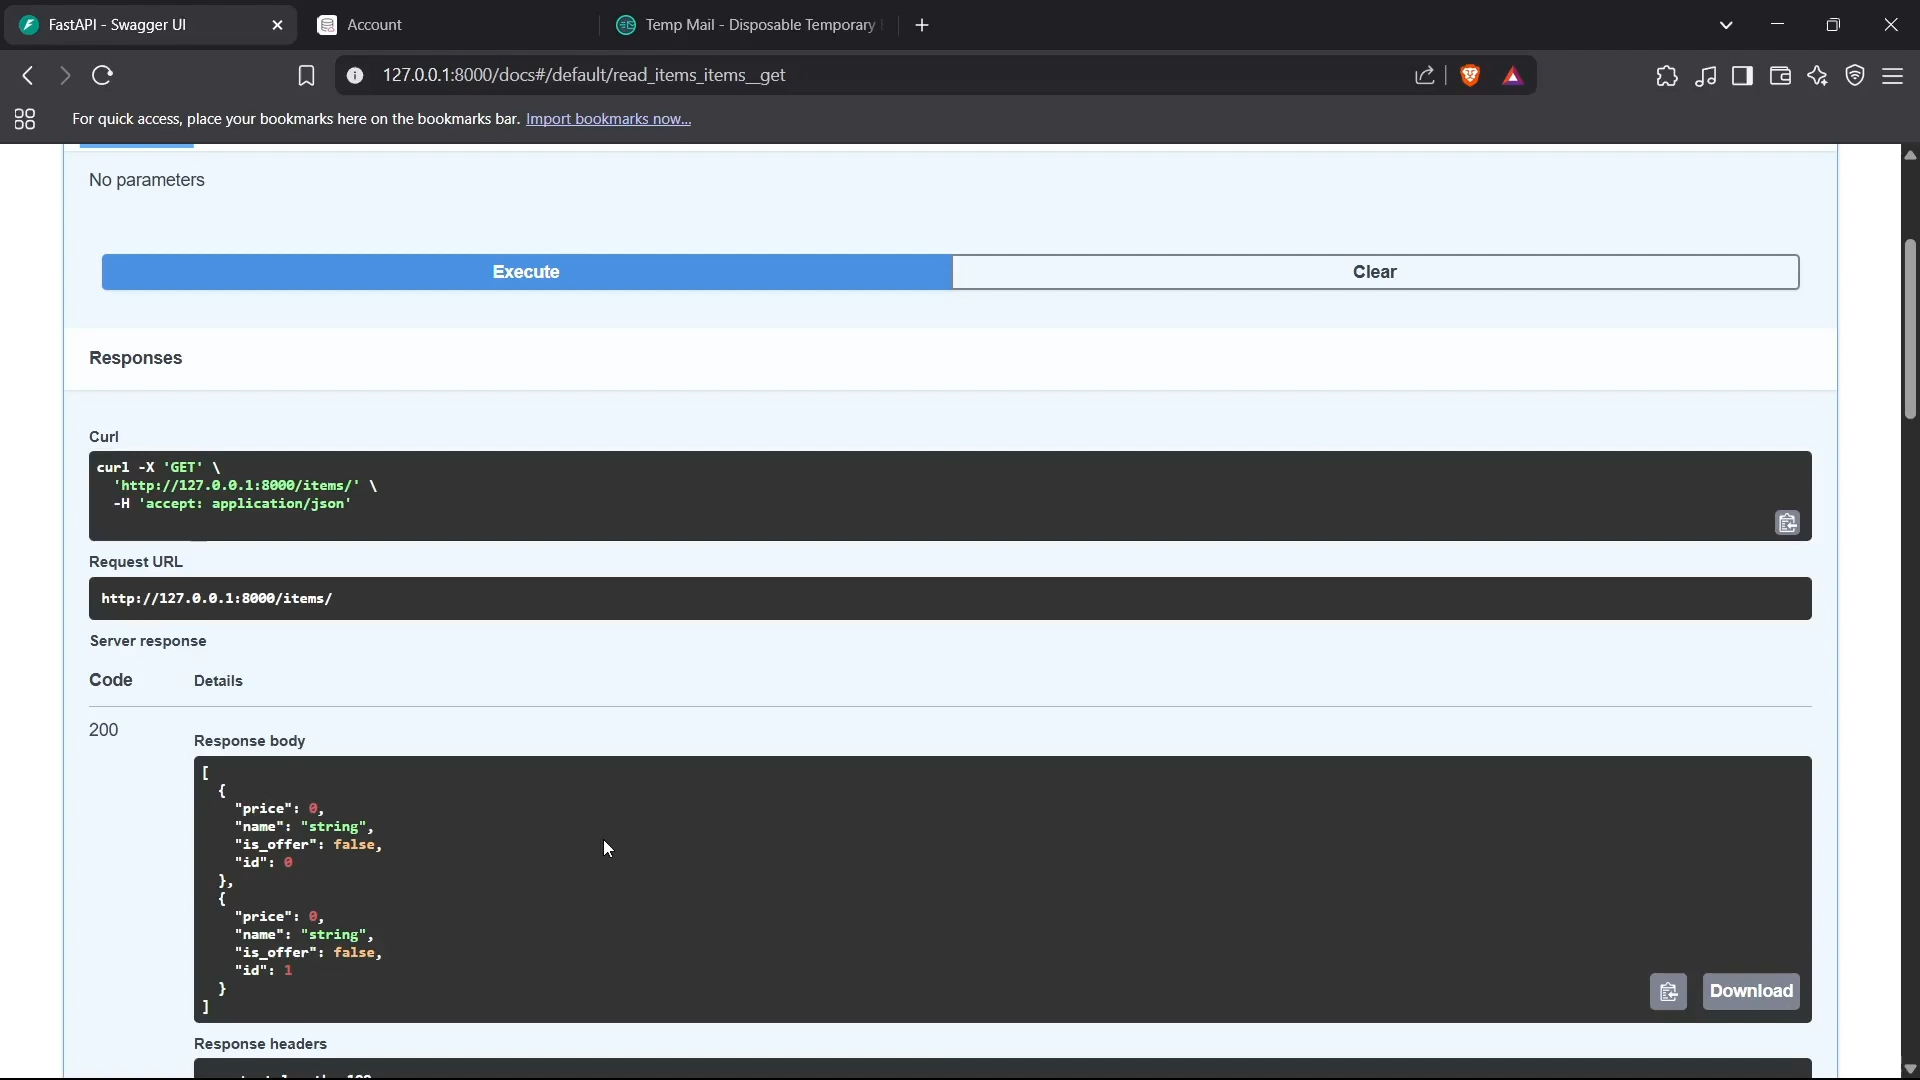 FastAPI - Swagger UI
Account
Temp Mail - Disposable Temporary
127.0.0.1:8000/docs#/default/read_items_items__get
For quick access, place your bookmarks here on the bookmarks bar. Import bookmarks now...
No parameters
Execute
Clear
Responses
Curl
curl -X 'GET' \
'http://127.0.0.1:8000/items/' \
-H 'accept: application/json'
Request URL
http://127.0.0.1:8000/items/
Server response
Code
Details
200
Response body
[
{
"price": 0,
"name": "string",
"is_offer": false,
"id": 0
},
{
"price": 0,
"name": "string",
"is_offer": false,
"id": 1
}
]
Download
Response headers